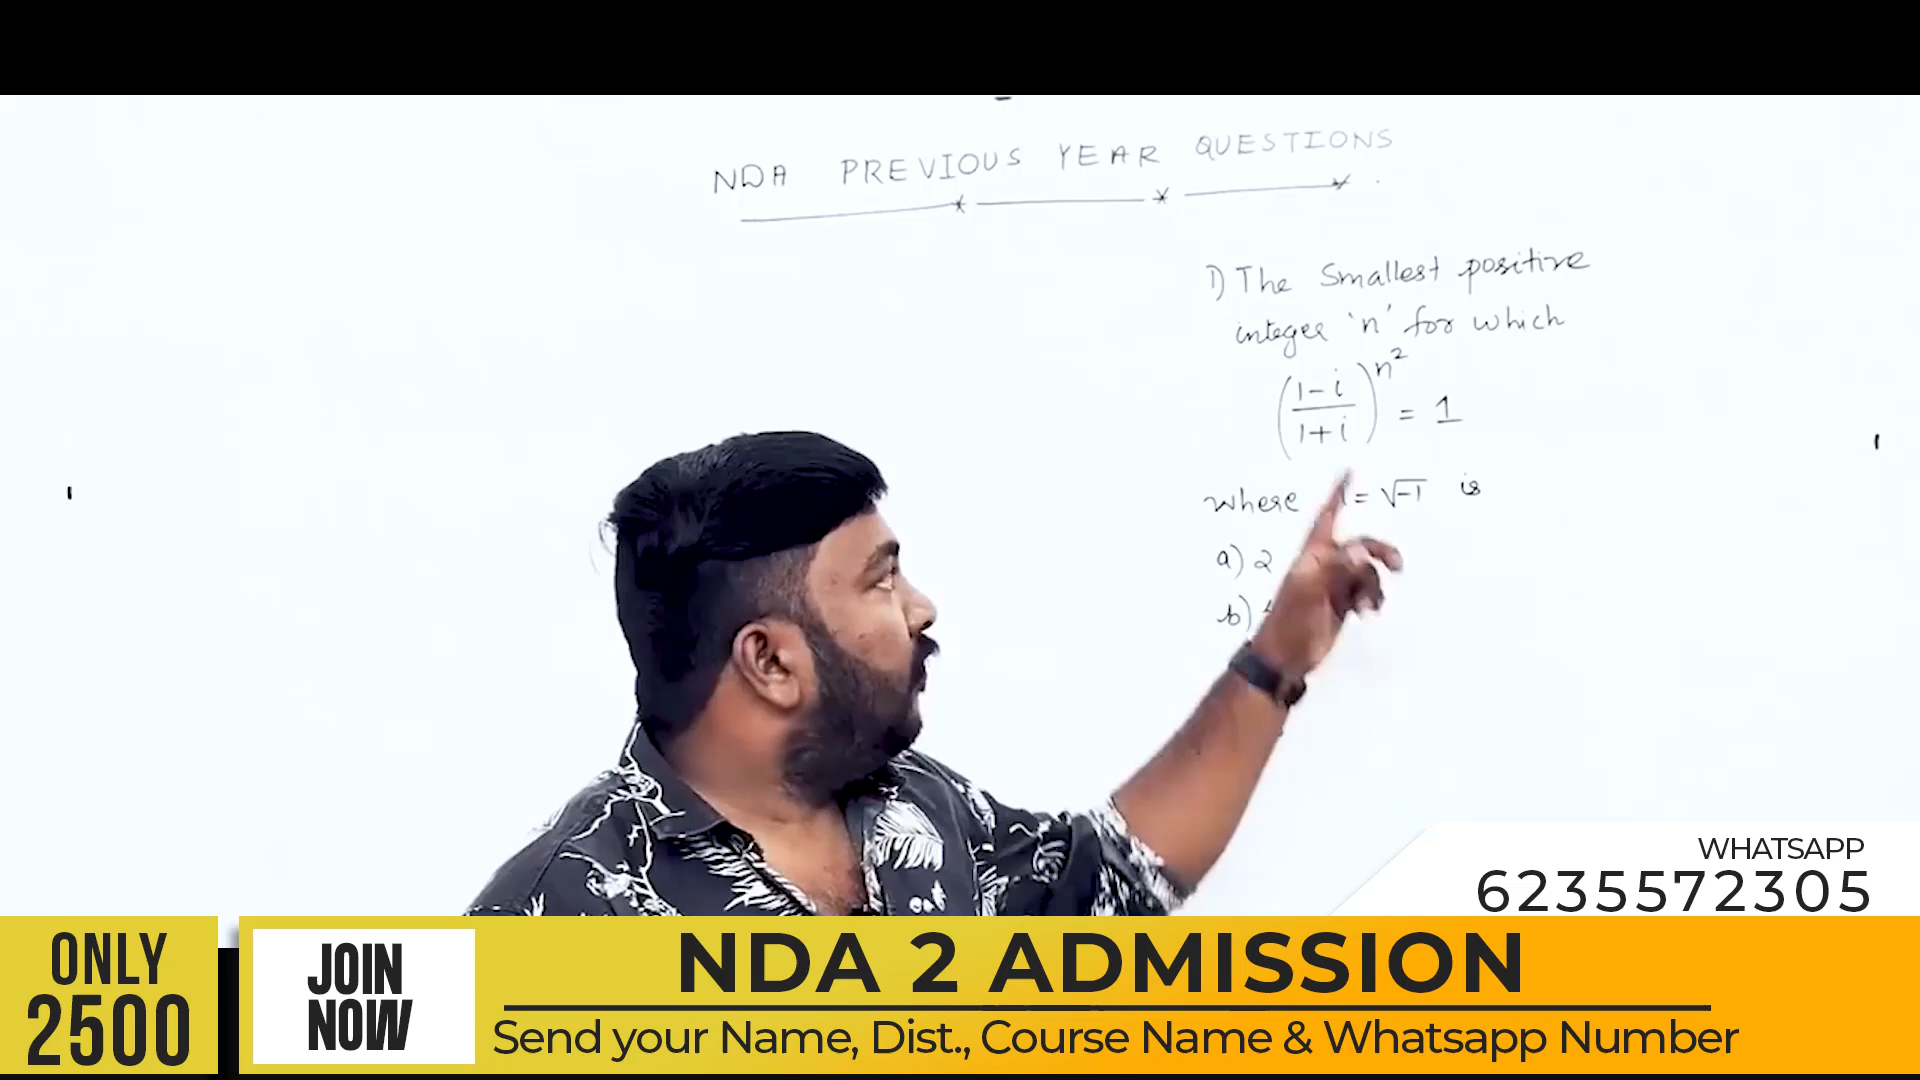 NDA PREVIOUS YEAR QUESTIONS
1) The Smallest positive
integer 'n' for which
(1-i/1+i)^n² = 1
where = √-1 is
a) 2
b)
WHATSAPP
6235572305
ONLY
2500
JOIN
NOW
NDA 2 ADMISSION
Send your Name, Dist., Course Name & Whatsapp Number